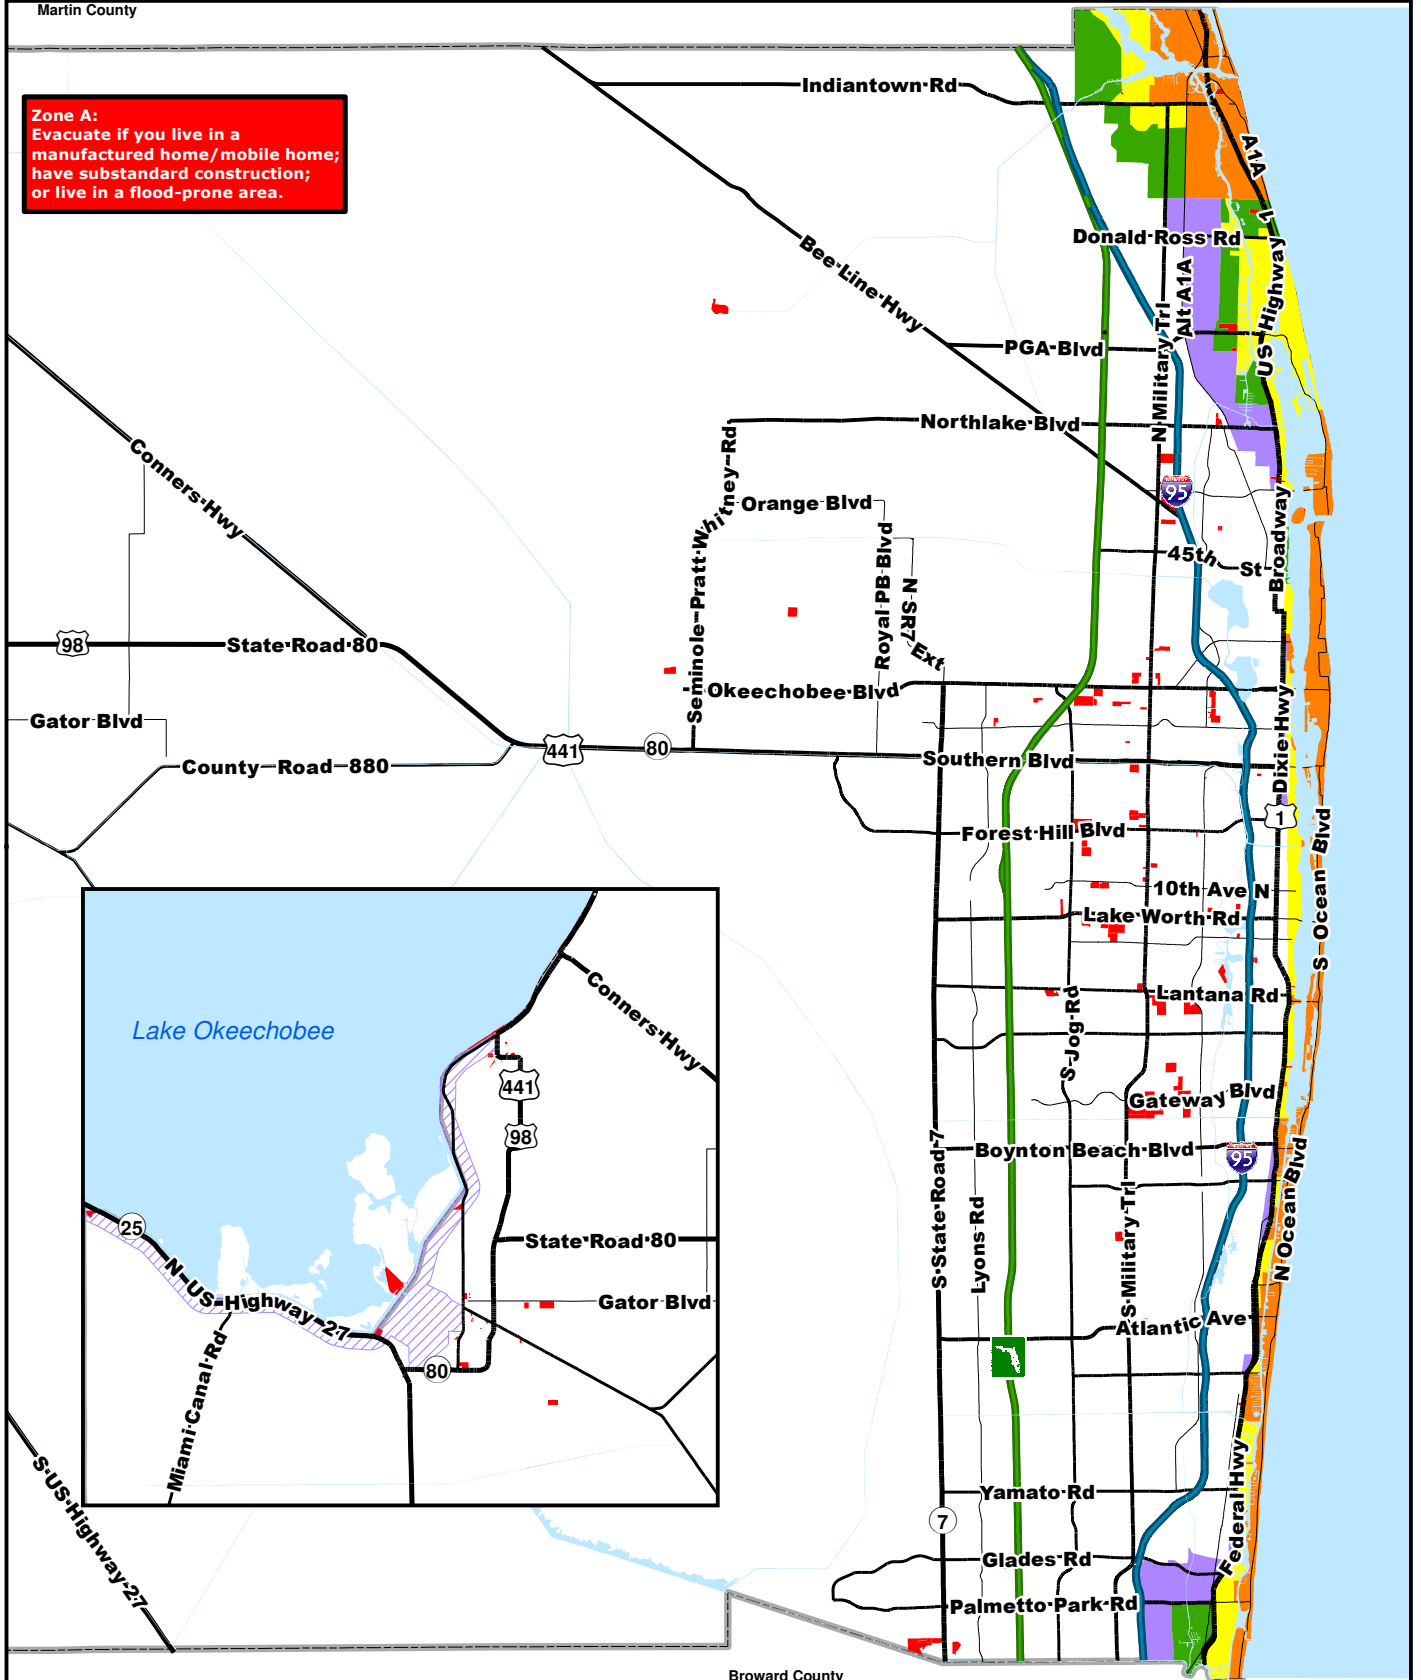 Martin County
Zone A:
Evacuate if you live in a
manufactured home/mobile home;
have substandard construction;
or live in a flood-prone area.
Indiantown Rd
A1A
1
Donald Ross Rd
Bee Line Hwy
Alt A1A
N Military Trl
US Highway
PGA Blvd
Northlake Blvd
Conners Hwy
Seminole Pratt Whitney Rd
Orange Blvd
95
Royal PB Blvd
N SR7 Ext
45th St
Broadway
98
State Road 80
Okeechobee Blvd
Gator Blvd
441
80
Southern Blvd
Dixie Hwy
County Road 880
1
Forest Hill Blvd
S Ocean Blvd
10th Ave N
Lake Worth Rd
Lantana Rd
S Jog Rd
Gateway Blvd
Boynton Beach Blvd
95
N Ocean Blvd
S State Road 7
Lyons Rd
S Military Trl
Atlantic Ave
Lake Okeechobee
Conners Hwy
441
98
25
N US Highway 27
State Road 80
Gator Blvd
80
Miami Canal Rd
S US Highway 27
Yamato Rd
7
Federal Hwy
Glades Rd
Palmetto Park Rd
Broward County